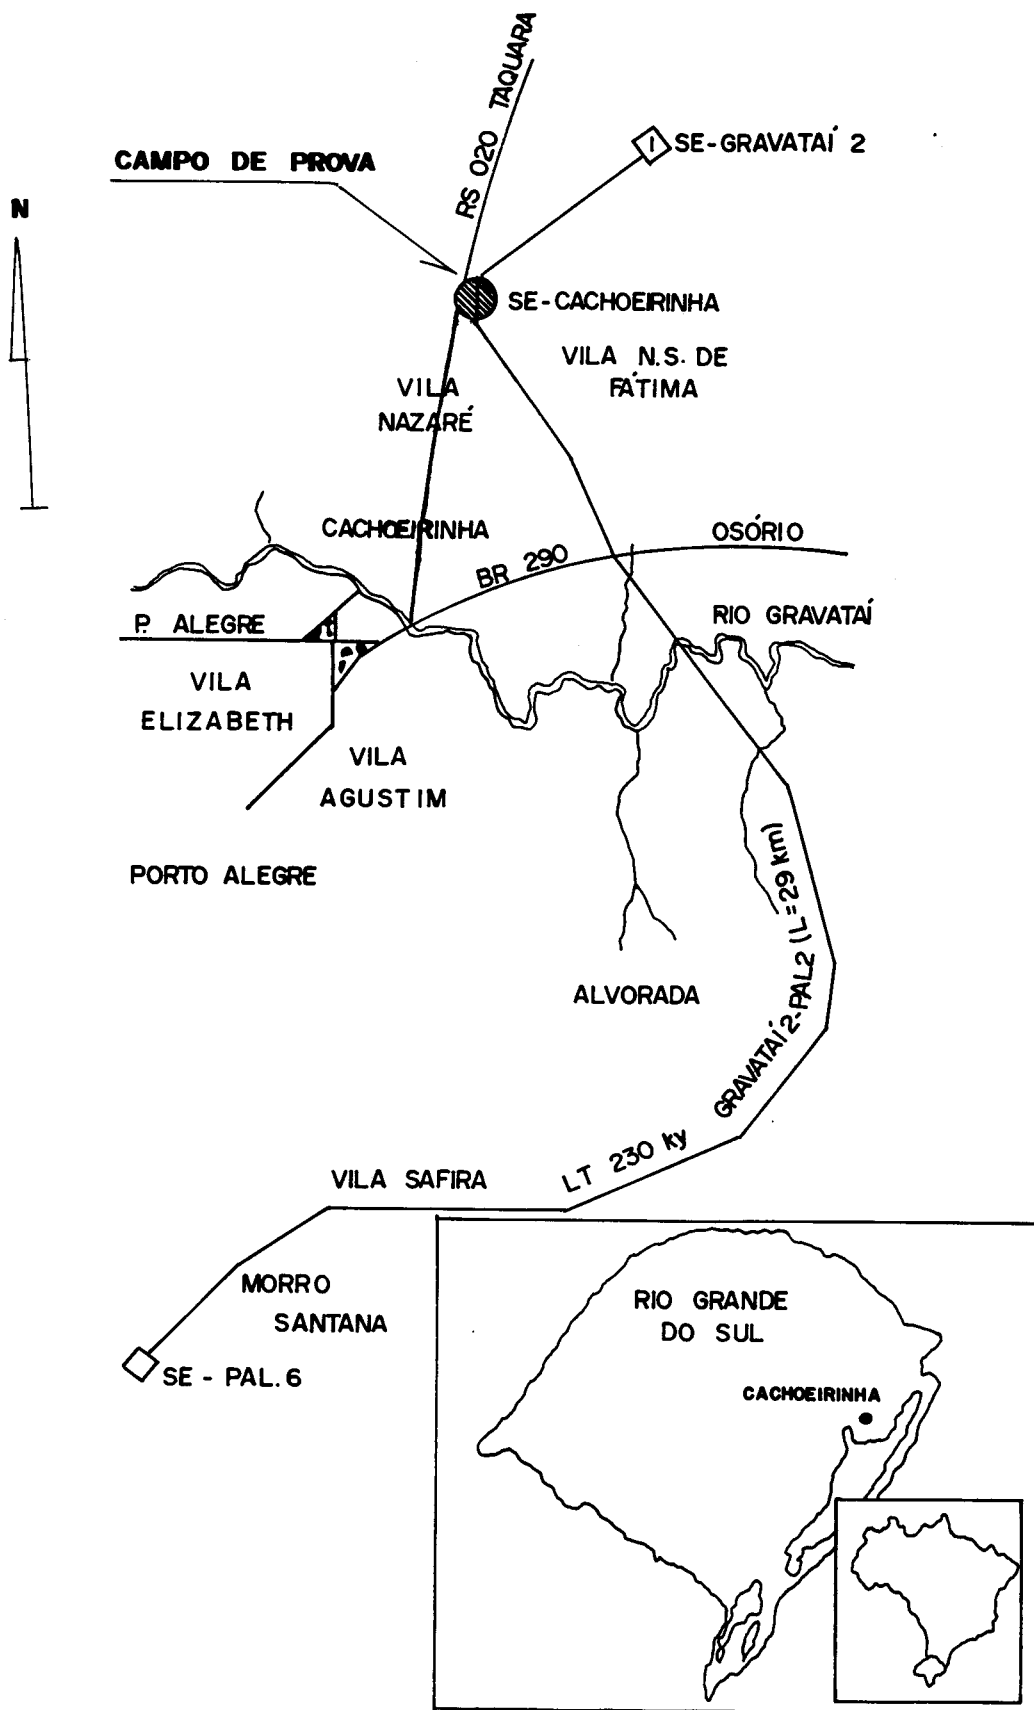 RS 020 TAQUARA
SE-GRAVATAÍ 2
CAMPO DE PROVA
N
SE-CACHOEIRINHA
VILA N.S. DE
FÁTIMA
VILA
NAZARÉ
CACHOEIRINHA
OSÓRIO
BR 290
P. ALEGRE
RIO GRAVATAÍ
VILA
ELIZABETH
VILA
AGUSTIM
PORTO ALEGRE
ALVORADA
LT 230 ky GRAVATAÍ 2-PAL2 (L=29 km)
VILA SAFIRA
MORRO
SANTANA
SE - PAL. 6
RIO GRANDE
DO SUL
CACHOEIRINHA